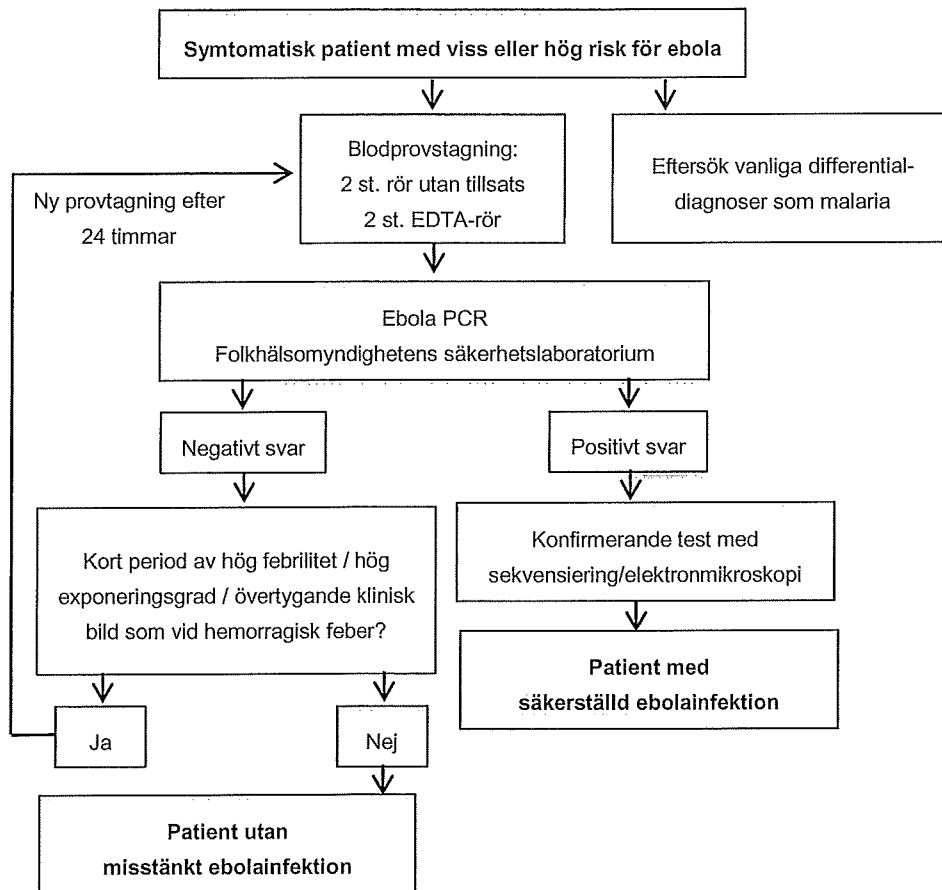 Symtomatisk patient med viss eller hög risk för ebola
Blodprovstagning:
2 st. rör utan tillsats
2 st. EDTA-rör
Eftersök vanliga differential-
diagnoser som malaria
Ny provtagning efter
24 timmar
Ebola PCR
Folkhälsomyndighetens säkerhetslaboratorium
Negativt svar
Positivt svar
Kort period av hög febrilitet / hög
exponeringsgrad / övertygande klinisk
bild som vid hemorragisk feber?
Konfirmerande test med
sekvensiering/elektronmikroskopi
Patient med
säkerställd ebolainfektion
Ja
Nej
Patient utan
misstänkt ebolainfektion